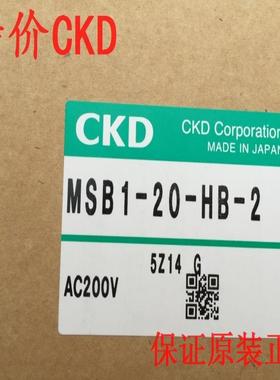 价CKD
CKD
CKD Corporation
MADE IN JAPAN
MSB1-20-HB-2
5Z14 G
AC200V
保证原装正